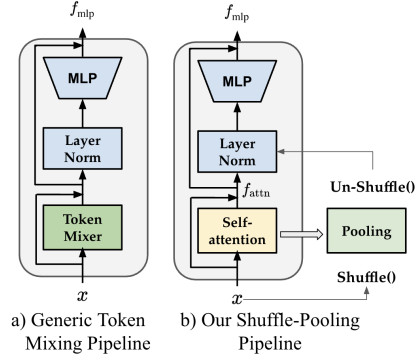 f_mlp
MLP
Layer
Norm
Token
Mixer
x
a) Generic Token
Mixing Pipeline
f_mlp
MLP
Layer
Norm
f_attn
Self-
attention
x
Un-Shuffle()
Pooling
Shuffle()
b) Our Shuffle-Pooling
Pipeline